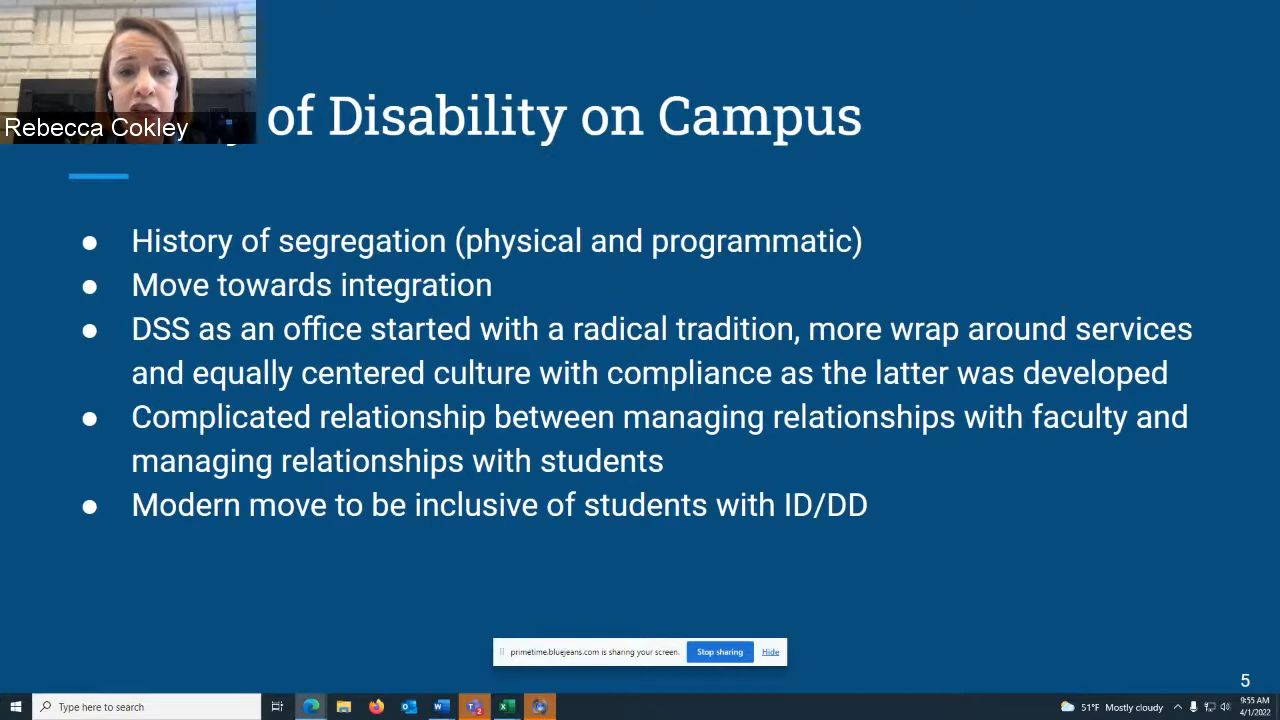 Rebecca Cokley
of Disability on Campus
● History of segregation (physical and programmatic)
● Move towards integration
● DSS as an office started with a radical tradition, more wrap around services
and equally centered culture with compliance as the latter was developed
● Complicated relationship between managing relationships with faculty and
managing relationships with students
● Modern move to be inclusive of students with ID/DD
primetime.bluejeans.com is sharing your screen. Stop sharing Hide
5
Type here to search
51°F Mostly cloudy
9:55 AM
4/1/2022